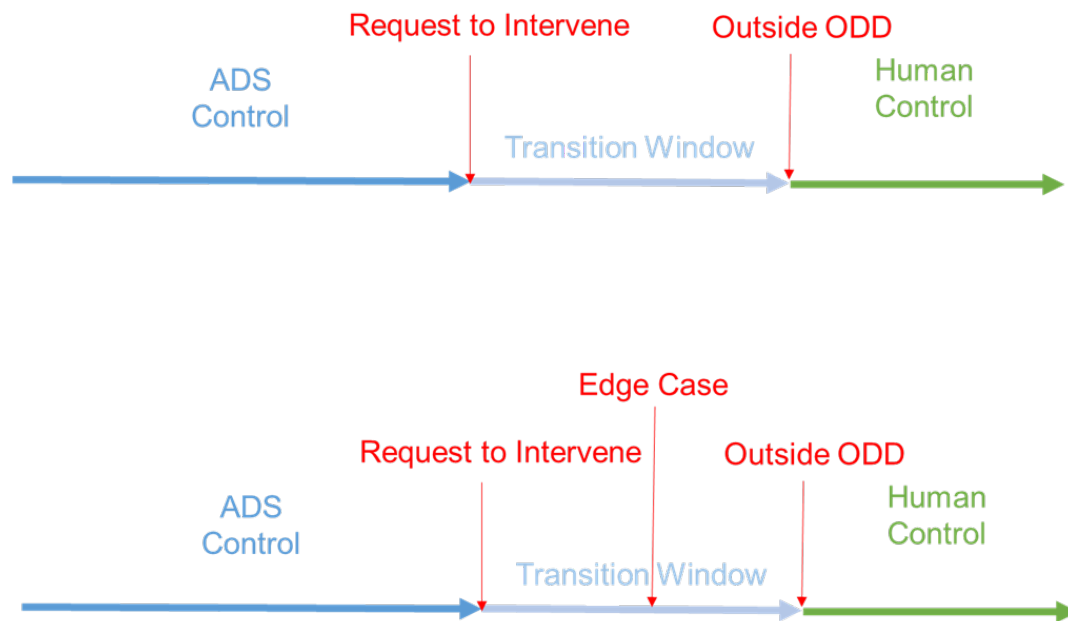 Request to Intervene
Outside ODD
ADS
Control
Human
Control
Transition Window
Edge Case
Request to Intervene
Outside ODD
ADS
Control
Human
Control
Transition Window